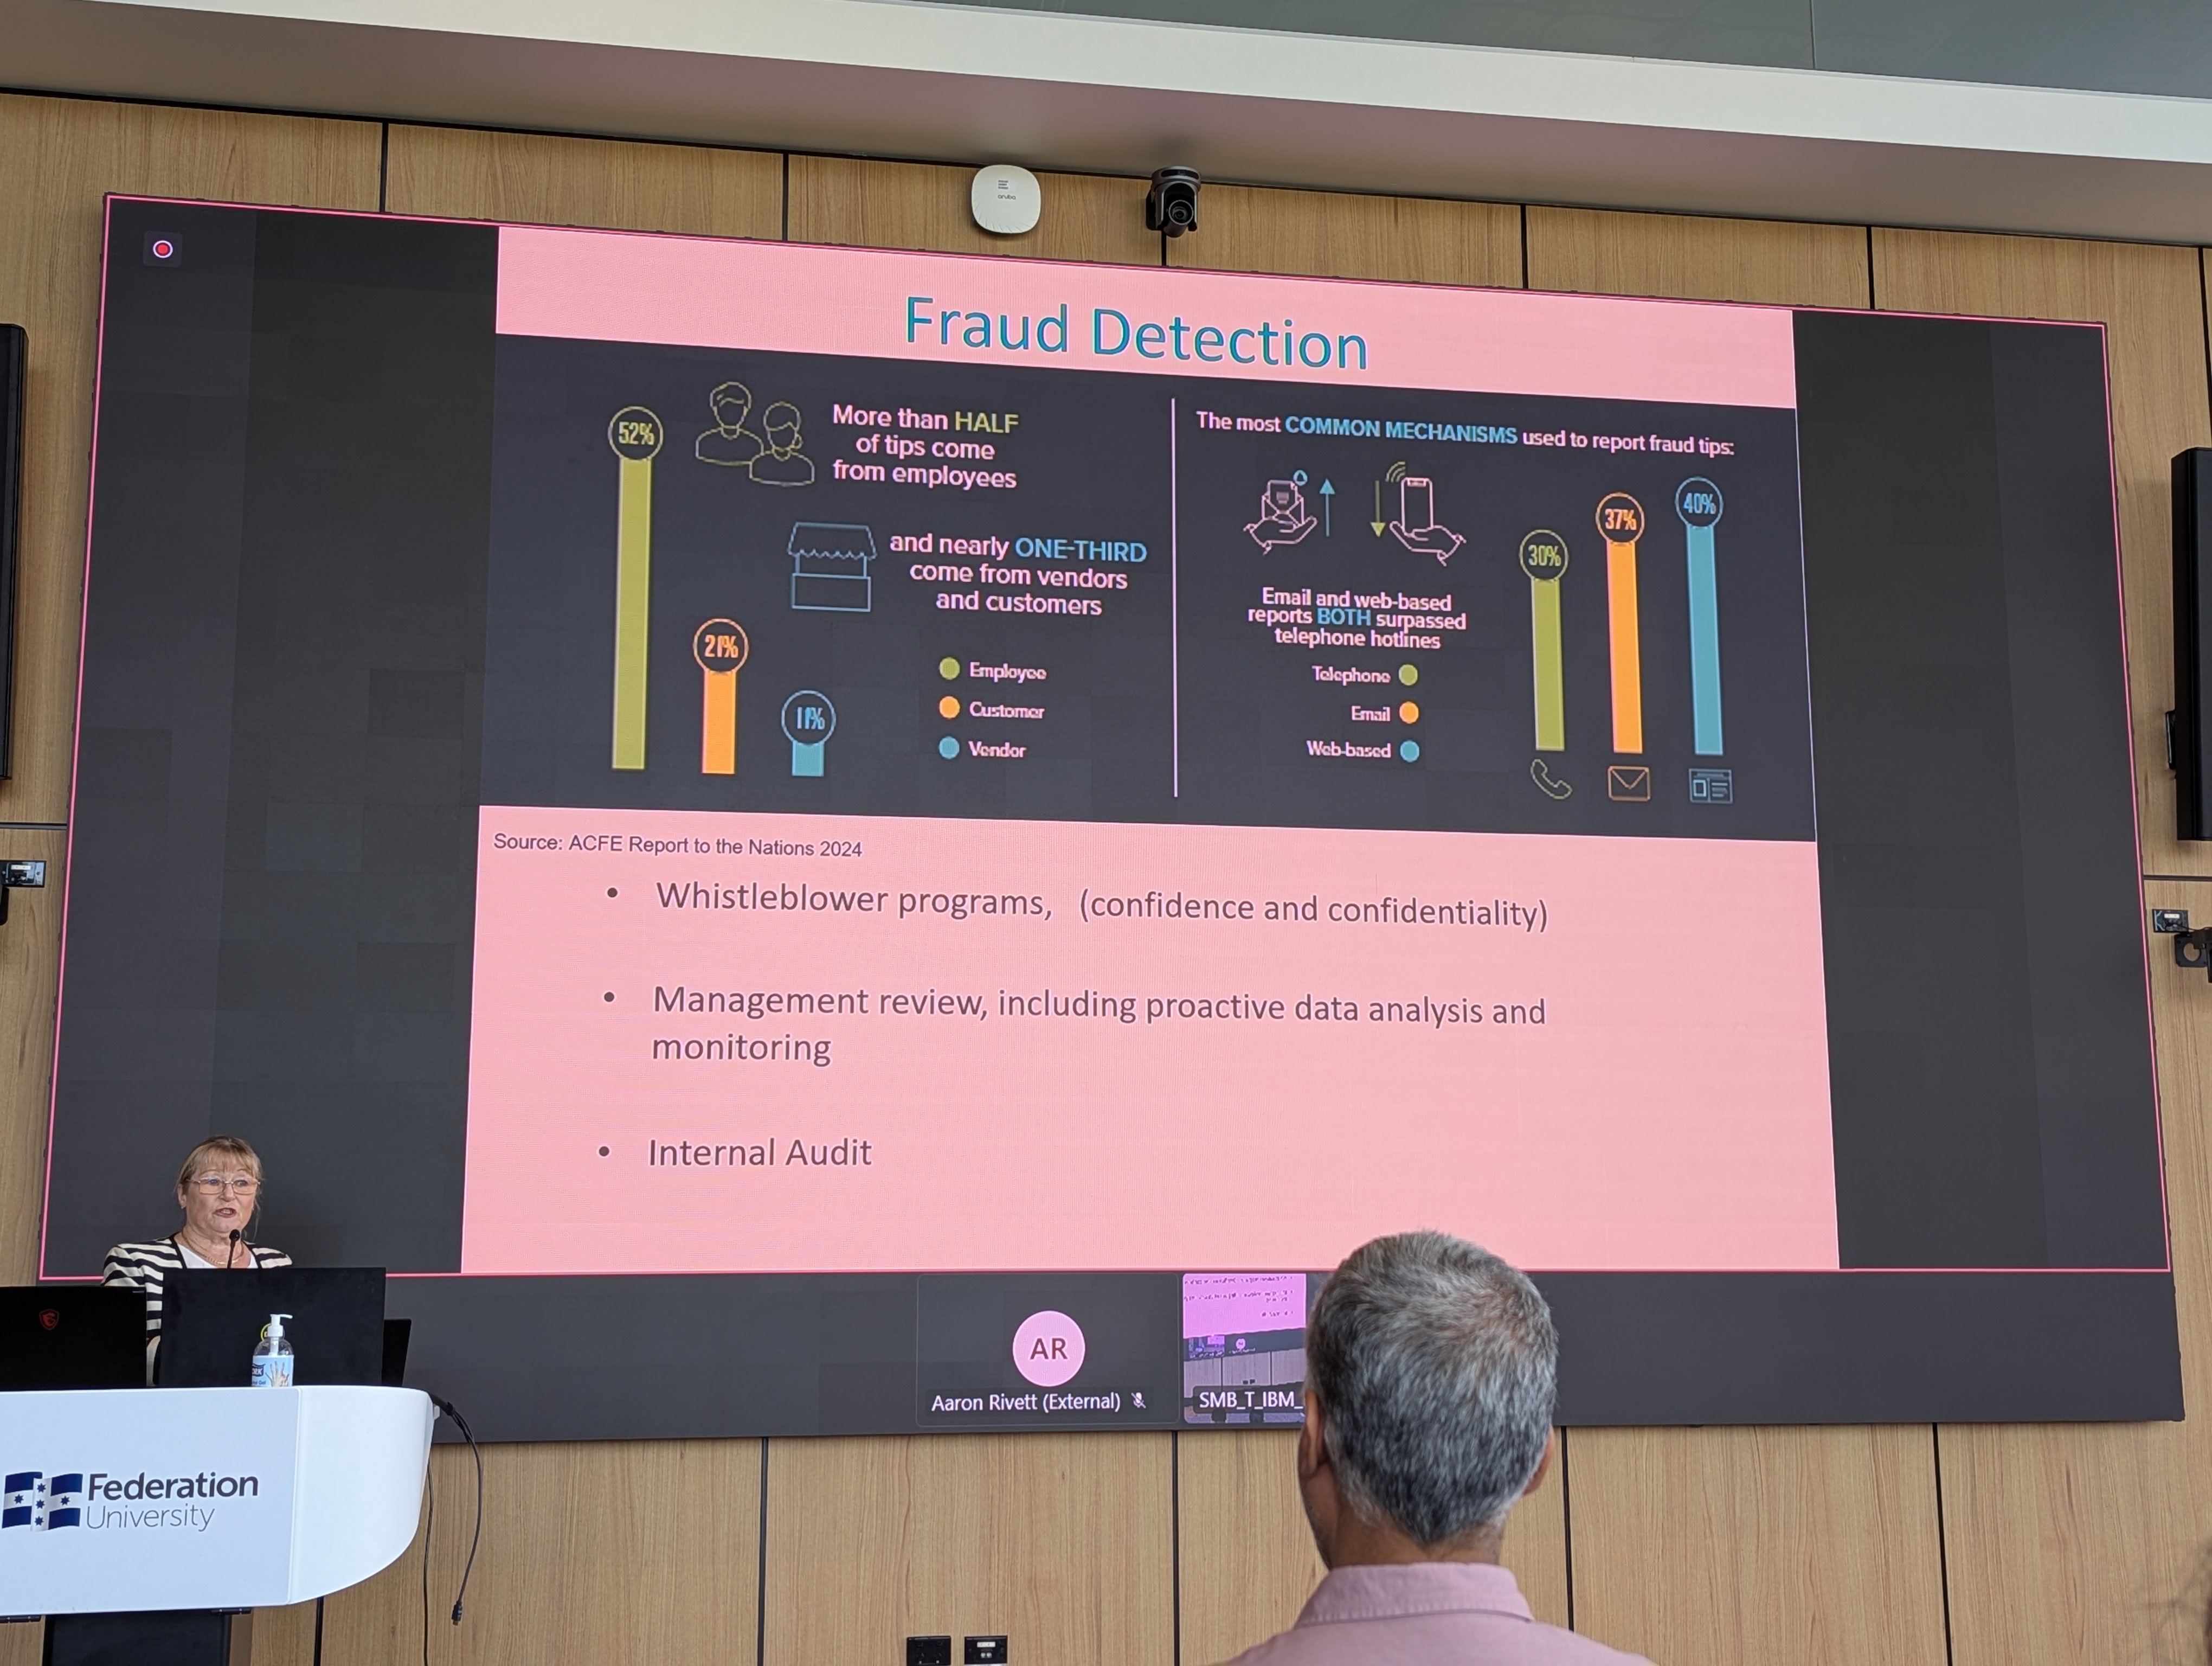 aruba
Fraud Detection
52%
More than HALF
of tips come
from employees
and nearly ONE-THIRD
come from vendors
and customers
21%
11%
Employee
Customer
Vendor
The most COMMON MECHANISMS used to report fraud tips:
Email and web-based
reports BOTH surpassed
telephone hotlines
Telephone
Email
Web-based
30%
37%
40%
Source: ACFE Report to the Nations 2024
• Whistleblower programs, (confidence and confidentiality)
• Management review, including proactive data analysis and
monitoring
• Internal Audit
AR
Aaron Rivett (External)
SMB_T_IBM_
Federation
University